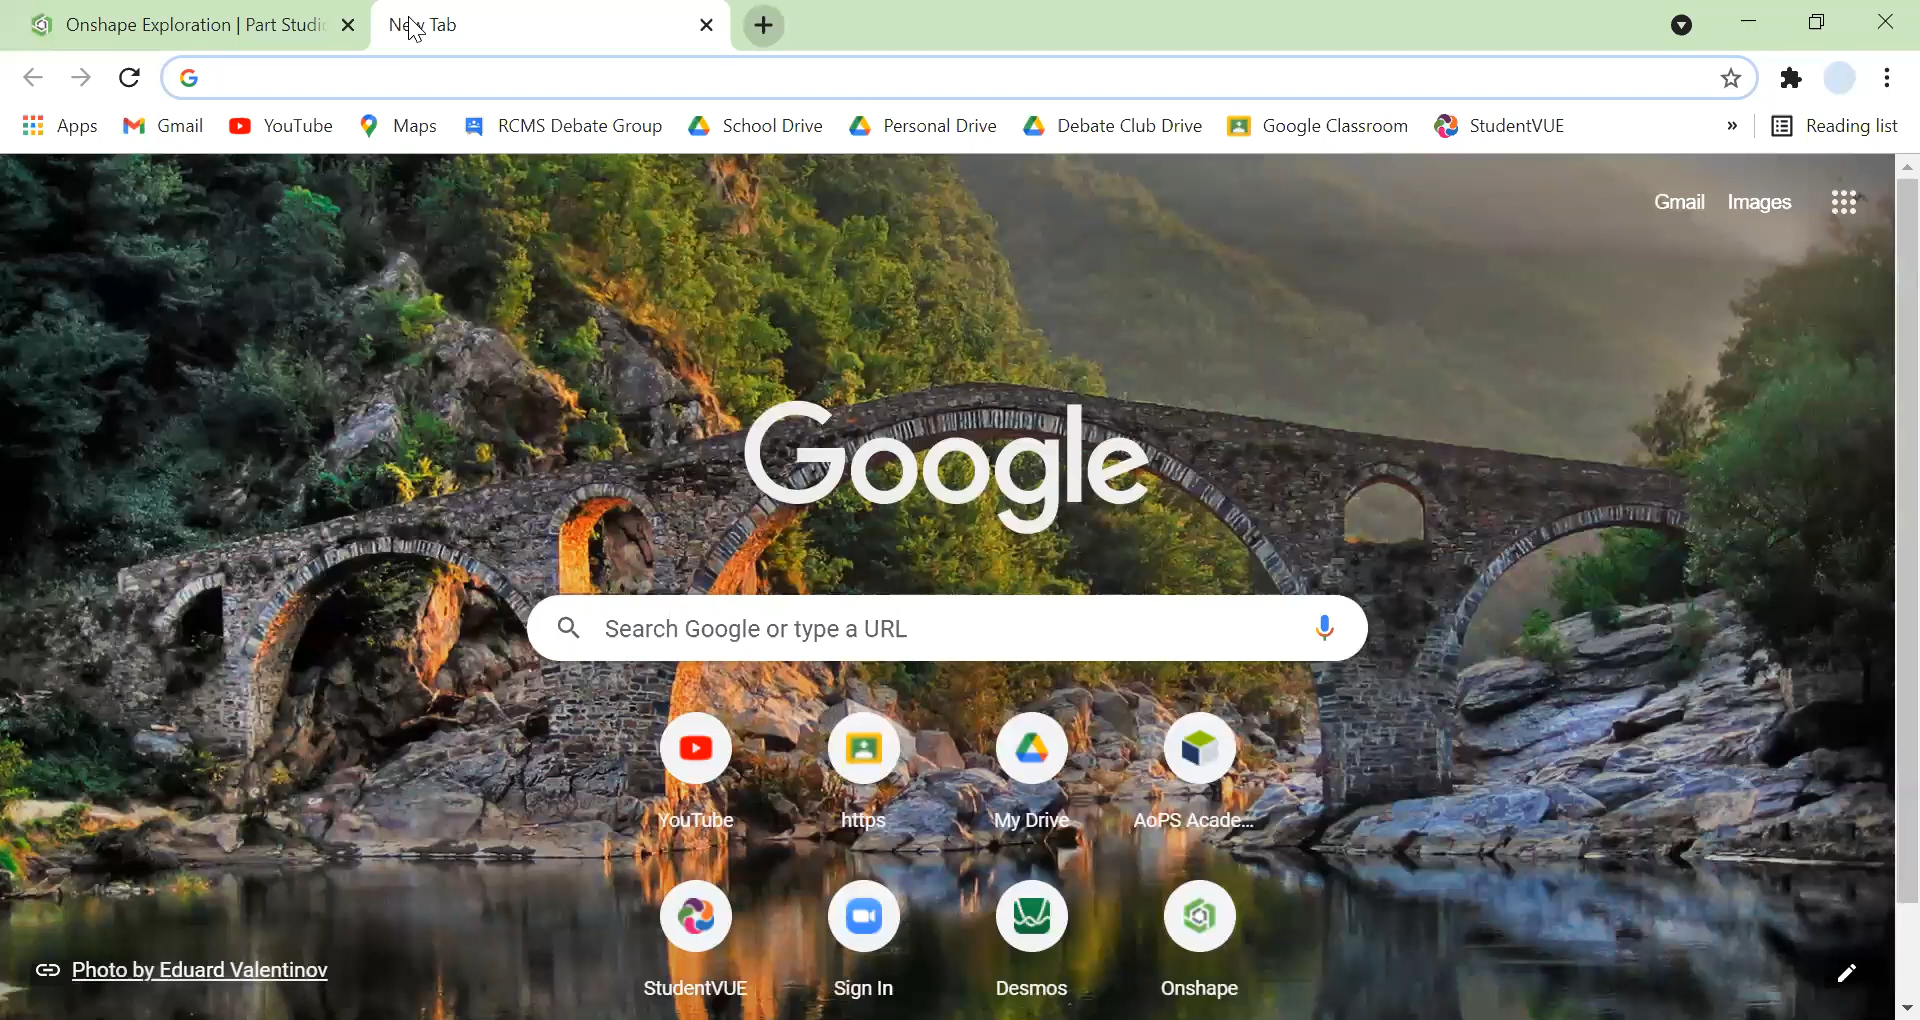 Onshape Exploration | Part Studi
New Tab
Apps Gmail YouTube Maps RCMS Debate Group School Drive Personal Drive Debate Club Drive Google Classroom StudentVUE » Reading list
Gmail Images
Google
Search Google or type a URL
YouTube https My Drive AoPS Acade...
StudentVUE Sign In Desmos Onshape
Photo by Eduard Valentinov